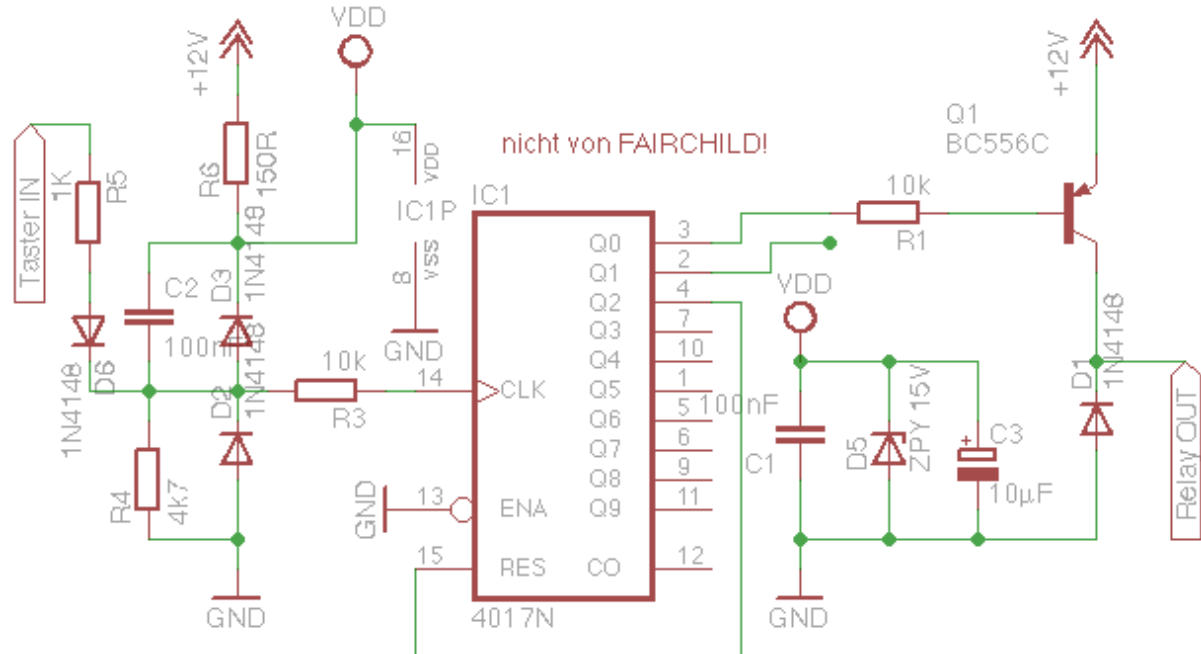 VDD
+12V
+12V
Taster IN
1K
R5
R6
150R
16
VDD
nicht von FAIRCHILD!
Q1
BC556C
IC1P
IC1
10k
R1
8
VSS
GND
C2
100nF
D3
1N4149
1N4148
D6
D2
1N4148
10k
R3
14
CLK
Q0
3
Q1
2
Q2
4
Q3
7
Q4
10
Q5
1
Q6
5
Q7
6
Q8
9
Q9
11
CO
12
GND
13
ENA
15
RES
4017N
R4
4k7
GND
VDD
100nF
C1
D5
ZPY 15V
+
C3
10µF
GND
D1
1N4148
Relay OUT